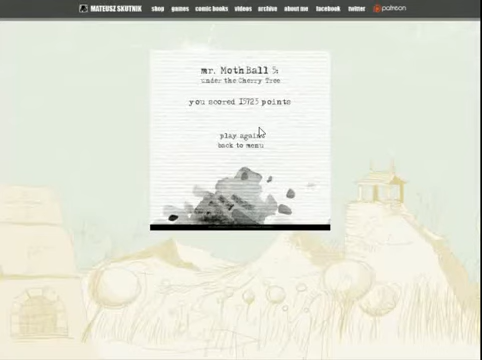 MATEUSZ SKUTNIK shop games comic books videos archive about me facebook twitter patreon
mr. MothBall 5:
under the Cherry Tree
you scored 15725 points
play again
back to menu